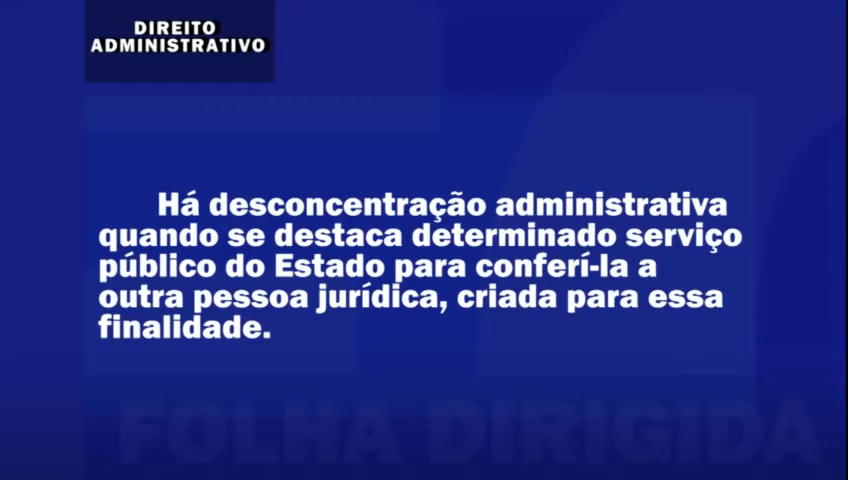 DIREITO
ADMINISTRATIVO
Há desconcentração administrativa
quando se destaca determinado serviço
público do Estado para conferí-la a
outra pessoa jurídica, criada para essa
finalidade.
FOLHA DIRIGIDA